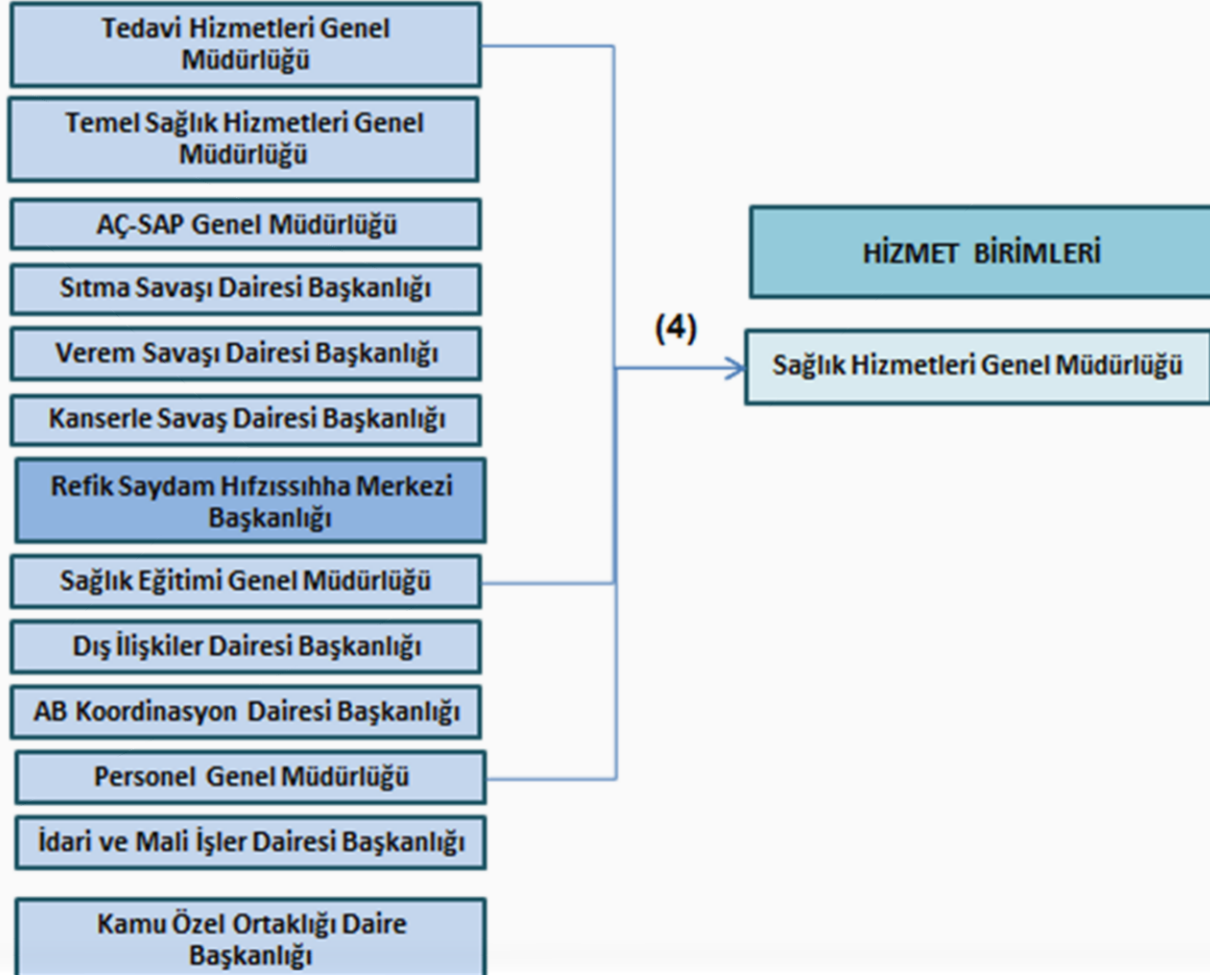 Tedavi Hizmetleri Genel
Müdürlüğü
Temel Sağlık Hizmetleri Genel
Müdürlüğü
AÇ-SAP Genel Müdürlüğü
Sıtma Savaşı Dairesi Başkanlığı
Verem Savaşı Dairesi Başkanlığı
Kanserle Savaş Dairesi Başkanlığı
Refik Saydam Hıfzıssıhha Merkezi
Başkanlığı
Sağlık Eğitimi Genel Müdürlüğü
Dış İlişkiler Dairesi Başkanlığı
AB Koordinasyon Dairesi Başkanlığı
Personel Genel Müdürlüğü
İdari ve Mali İşler Dairesi Başkanlığı
Kamu Özel Ortaklığı Daire
Başkanlığı
(4)
HİZMET BİRİMLERİ
Sağlık Hizmetleri Genel Müdürlüğü